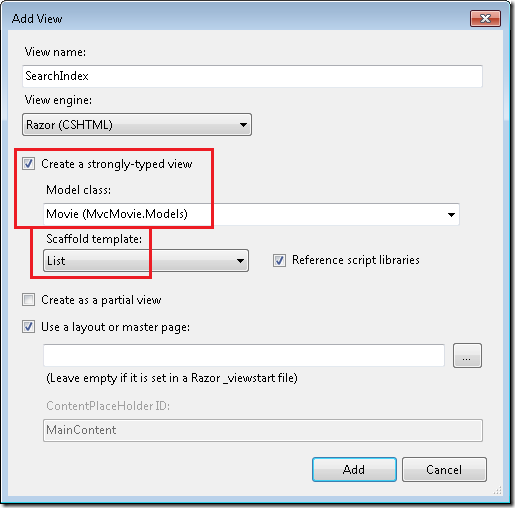 Add View
View name:
SearchIndex
View engine:
Razor (CSHTML)
Create a strongly-typed view
Model class:
Movie (MvcMovie.Models)
Scaffold template:
List
Reference script libraries
Create as a partial view
Use a layout or master page:
...
(Leave empty if it is set in a Razor _viewstart file)
ContentPlaceHolder ID:
MainContent
Add
Cancel